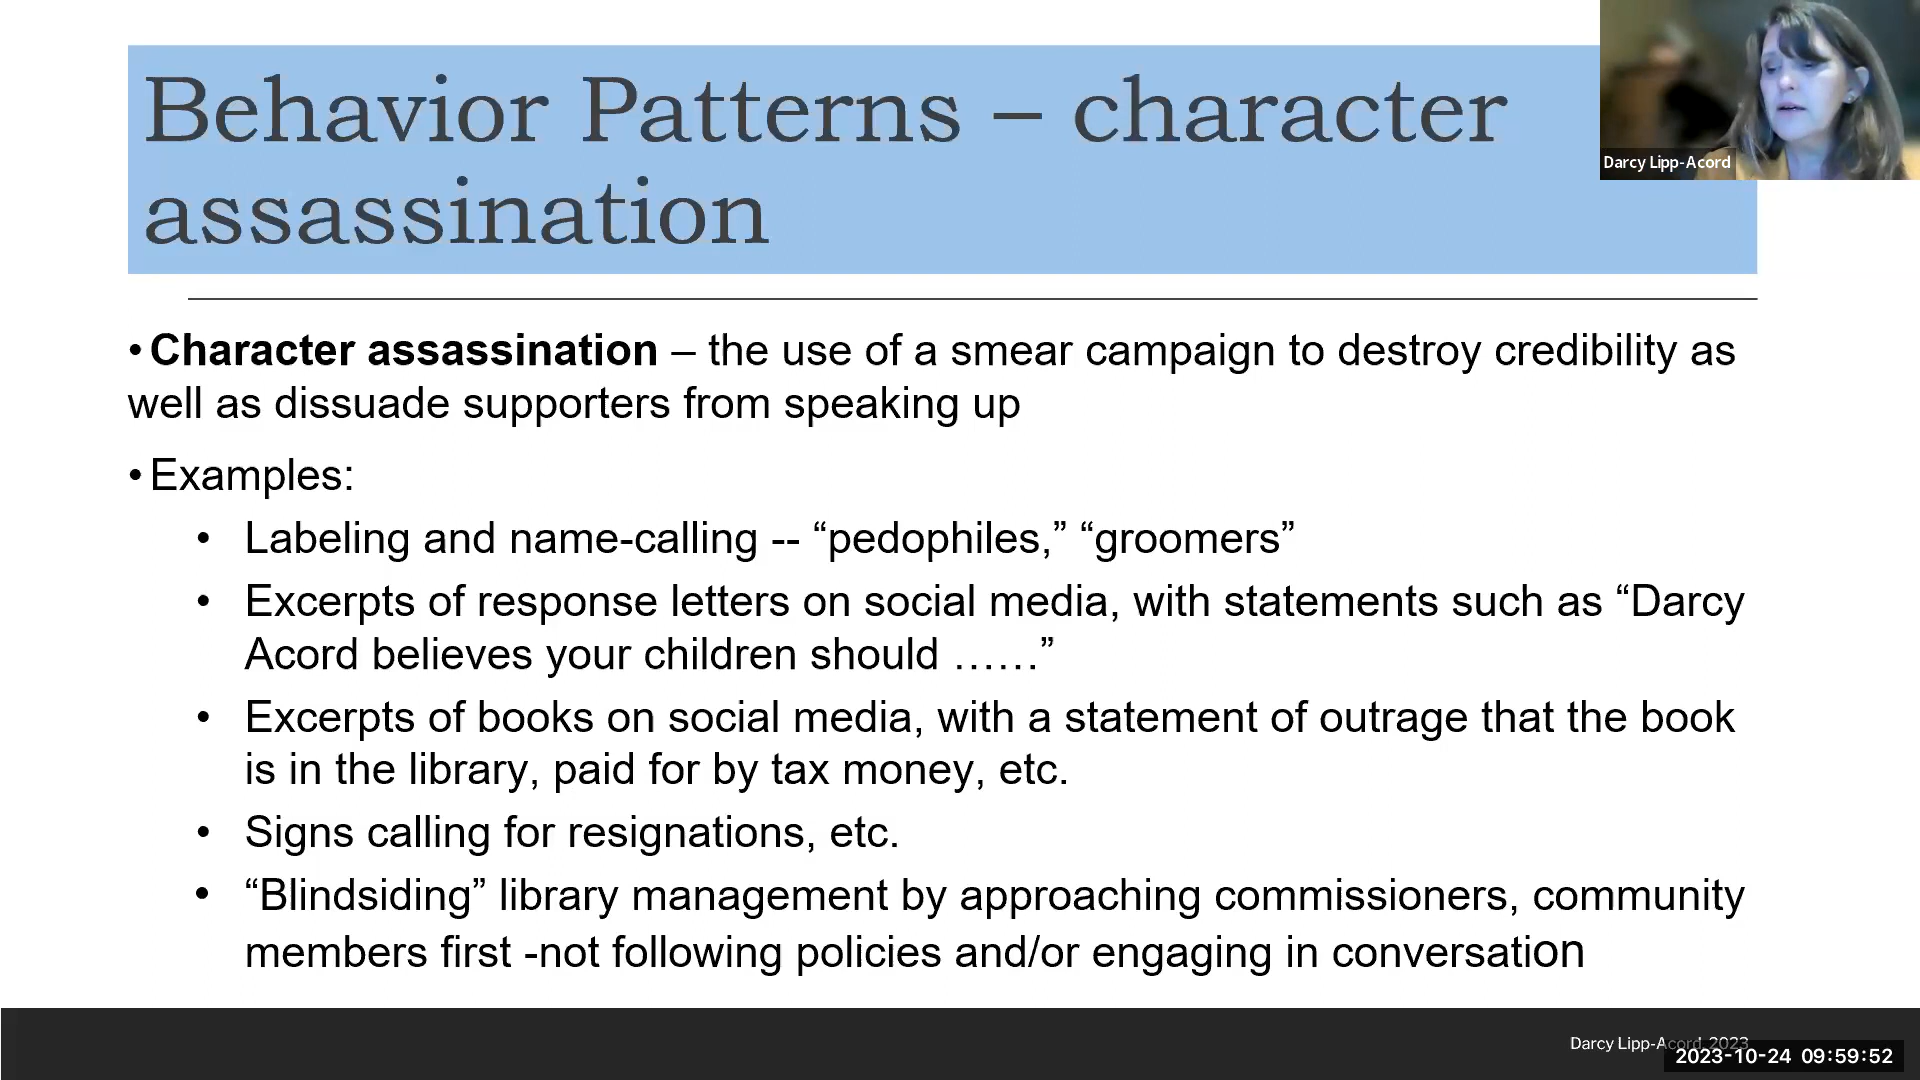 Behavior Patterns – character
assassination
Darcy Lipp-Acord
•Character assassination – the use of a smear campaign to destroy credibility as
well as dissuade supporters from speaking up
•Examples:
• Labeling and name-calling -- “pedophiles,” “groomers”
• Excerpts of response letters on social media, with statements such as “Darcy
Acord believes your children should ……”
• Excerpts of books on social media, with a statement of outrage that the book
is in the library, paid for by tax money, etc.
• Signs calling for resignations, etc.
• “Blindsiding” library management by approaching commissioners, community
members first -not following policies and/or engaging in conversation
Darcy Lipp-Acord, 2023
2023-10-24 09:59:52